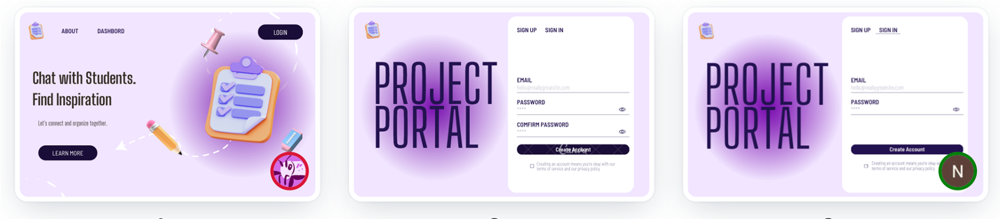 ABOUT DASHBORD LOGIN
Chat with Students.
Find Inspiration
Let's connect and organize together.
LEARN MORE
SIGN UP SIGN IN
PROJECT
PORTAL
EMAIL
hello@reallygreatsite.com
PASSWORD
****
COMFIRM PASSWORD
****
Create Account
Creating an account means you're okay with our
terms of service and our privacy policy
SIGN UP SIGN IN
PROJECT
PORTAL
EMAIL
hello@reallygreatsite.com
PASSWORD
****
Create Account
Creating an account means you're okay
terms of service and our privacy policy
N